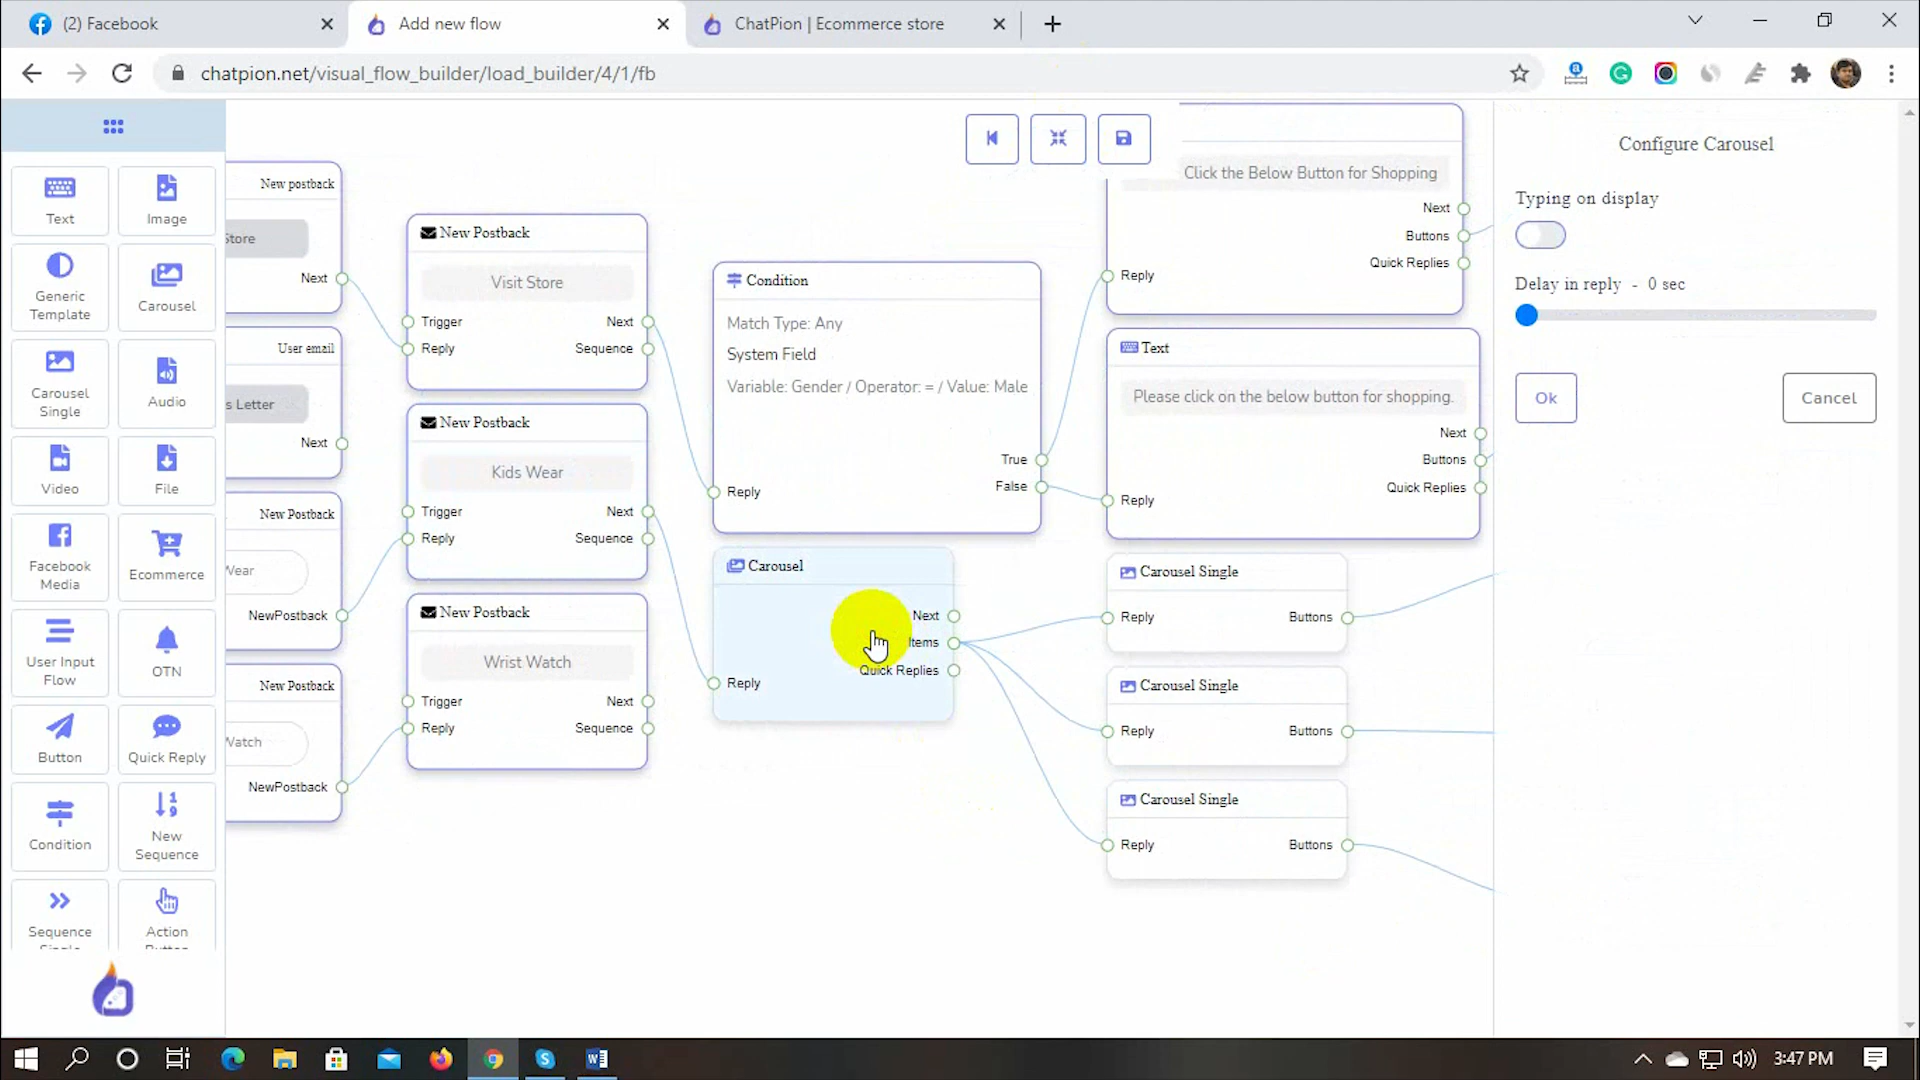 (2) Facebook
Add new flow
ChatPion | Ecommerce store
chatpion.net/visual_flow_builder/load_builder/4/1/fb
Text
Image
Generic
Template
Carousel
Carousel
Single
Audio
Video
File
Facebook
Media
Ecommerce
User Input
Flow
OTN
Button
Quick Reply
Condition
New
Sequence
Sequence
Single
Action
Button
New postback
Store
Next
User email
s Letter
Next
New Postback
Wear
NewPostback
New Postback
Watch
NewPostback
New Postback
Visit Store
Trigger
Next
Reply
Sequence
New Postback
Kids Wear
Trigger
Next
Reply
Sequence
New Postback
Wrist Watch
Trigger
Next
Reply
Sequence
Condition
Match Type: Any
System Field
Variable: Gender / Operator: = / Value: Male
True
False
Reply
Carousel
Next
Items
Quick Replies
Reply
Click the Below Button for Shopping
Next
Buttons
Quick Replies
Reply
Text
Please click on the below button for shopping.
Next
Buttons
Quick Replies
Reply
Carousel Single
Reply
Buttons
Carousel Single
Reply
Buttons
Carousel Single
Reply
Buttons
Configure Carousel
Typing on display
Delay in reply - 0 sec
Ok
Cancel
3:47 PM